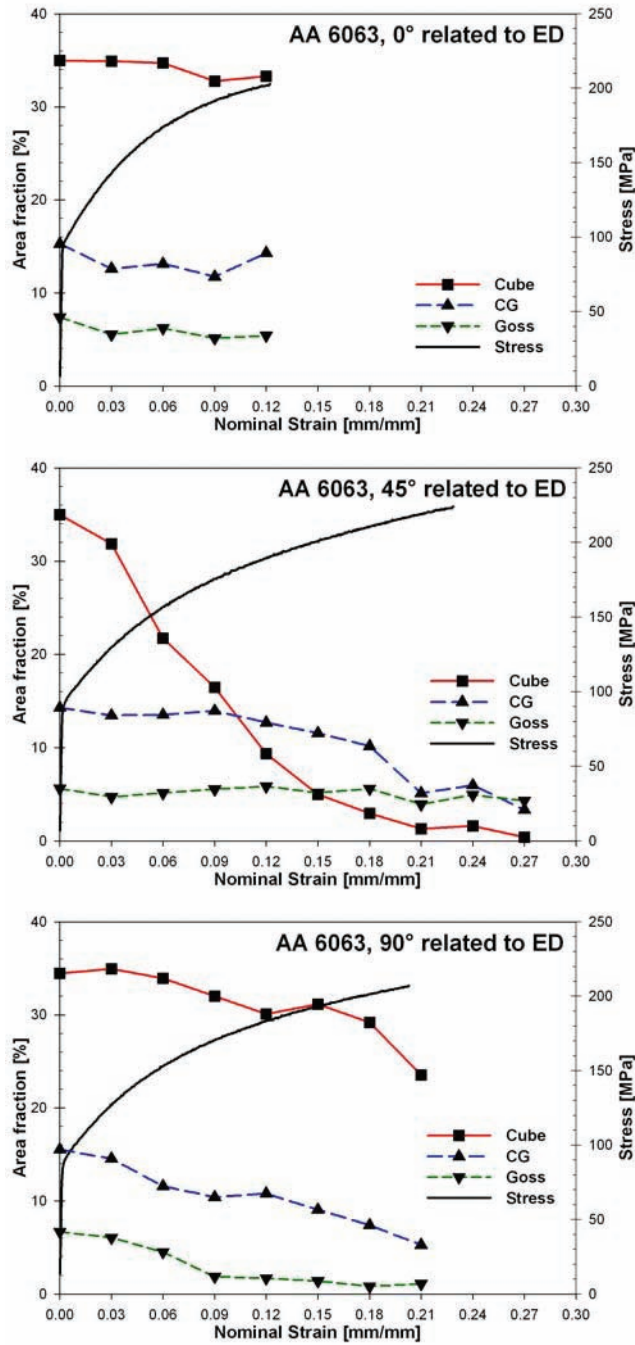 AA 6063, 0° related to ED
Area fraction [%]
Stress [MPa]
40
30
20
10
0
250
200
150
100
50
0
Cube
CG
Goss
Stress
0.00 0.03 0.06 0.09 0.12 0.15 0.18 0.21 0.24 0.27 0.30
Nominal Strain [mm/mm]
AA 6063, 45° related to ED
Area fraction [%]
Stress [MPa]
40
30
20
10
0
250
200
150
100
50
0
Cube
CG
Goss
Stress
0.00 0.03 0.06 0.09 0.12 0.15 0.18 0.21 0.24 0.27 0.30
Nominal Strain [mm/mm]
AA 6063, 90° related to ED
Area fraction [%]
Stress [MPa]
40
30
20
10
0
250
200
150
100
50
0
Cube
CG
Goss
Stress
0.00 0.03 0.06 0.09 0.12 0.15 0.18 0.21 0.24 0.27 0.30
Nominal Strain [mm/mm]